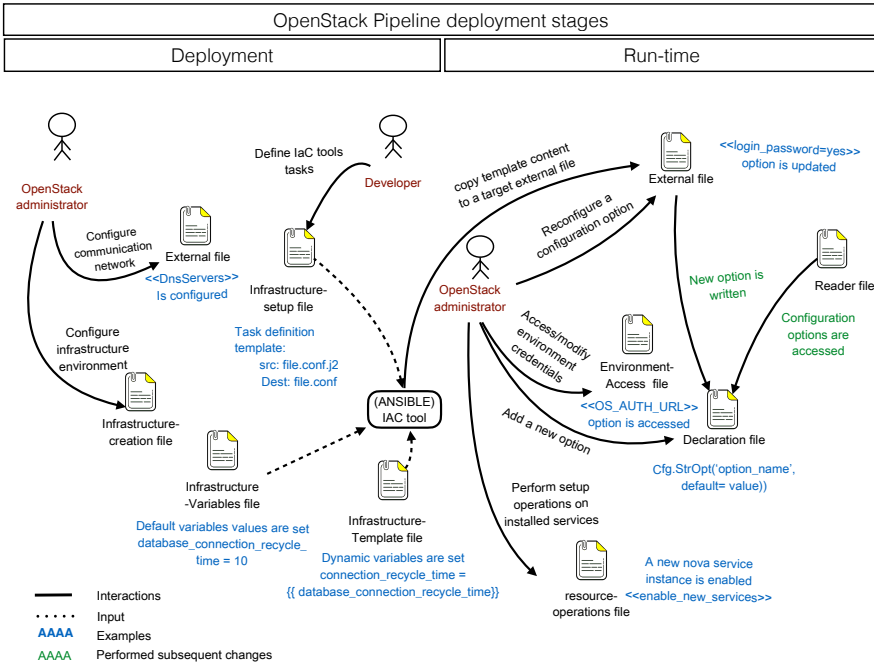 OpenStack Pipeline deployment stages
Deployment
Run-time
OpenStack
administrator
Configure
communication
network
External file
<<DnsServers>>
Is configured
Configure
infrastructure
environment
Infrastructure-
creation file
Define IaC tools
tasks
Developer
Infrastructure-
setup file
Task definition
template:
src: file.conf.j2
Dest: file.conf
(ANSIBLE)
IAC tool
Infrastructure
-Variables file
Default variables values are set
database_connection_recycle_
time = 10
Infrastructure-
Template file
Dynamic variables are set
connection_recycle_time =
{{ database_connection_recycle_time}}
copy template content
to a target external file
Reconfigure a
configuration option
OpenStack
administrator
External file
<<login_password=yes>>
option is updated
New option is
written
Reader file
Configuration
options are
accessed
Access/modify
environment
credentials
Environment-
Access file
<<OS_AUTH_URL>>
option is accessed
Add a new option
Declaration file
Cfg.StrOpt('option_name',
default= value))
Perform setup
operations on
installed services
resource-
operations file
A new nova service
instance is enabled
<<enable_new_services>>
Interactions
Input
AAAA Examples
AAAA Performed subsequent changes